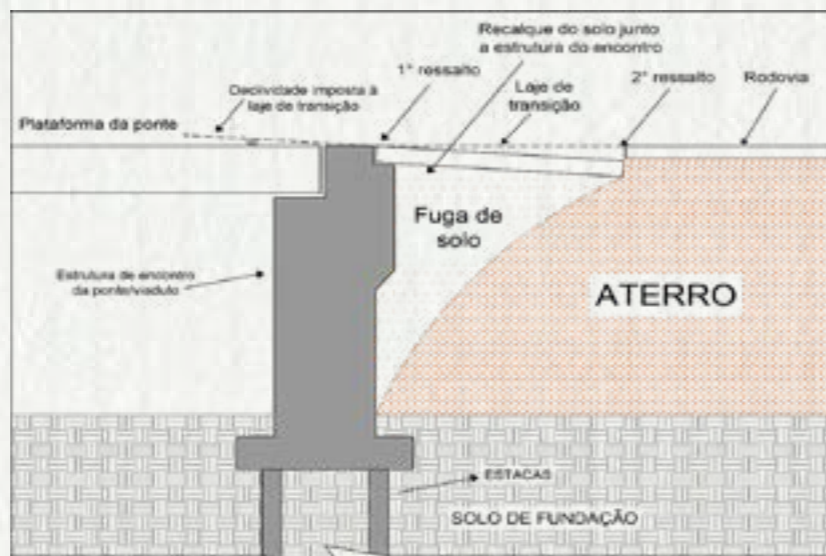 Recalque do solo junto
a estrutura do encontro
1° ressalto
Declividade imposta à
laje de transição
Laje de
transição
2° ressalto
Rodovia
Plataforma da ponte
Fuga de
solo
Estrutura de encontro
da ponte/viaduto
ATERRO
ESTACAS
SOLO DE FUNDAÇÃO